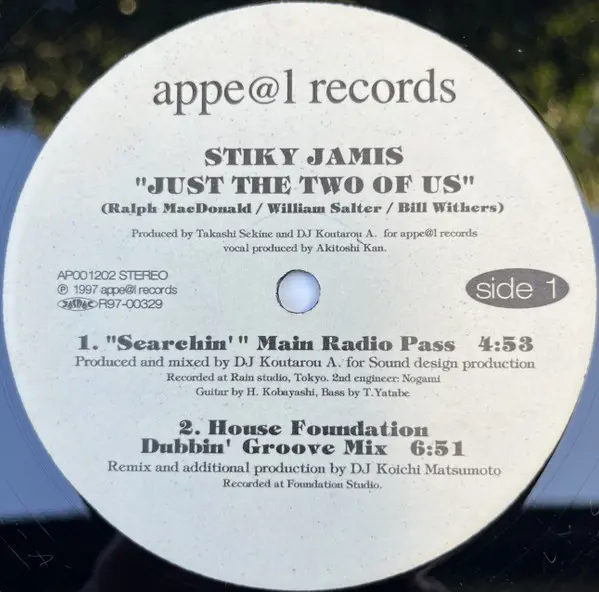 appe@l records
STIKY JAMIS
"JUST THE TWO OF US"
(Ralph MacDonald / William Salter / Bill Withers)
Produced by Takashi Sekine and DJ Koutarou A. for appe@l records
vocal produced by Akitoshi Kan.
AP001202 STEREO
℗ 1997 appe@l records
R97-00329
side 1
1. "Searchin'" Main Radio Pass 4:53
Produced and mixed by DJ Koutarou A. for Sound design production
Recorded at Rain studio, Tokyo. 2nd engineer: Nogami
Guitar by H. Kobayashi, Bass by T.Yatabe
2. House Foundation
Dubbin' Groove Mix 6:51
Remix and additional production by DJ Koichi Matsumoto
Recorded at Foundation Studio.